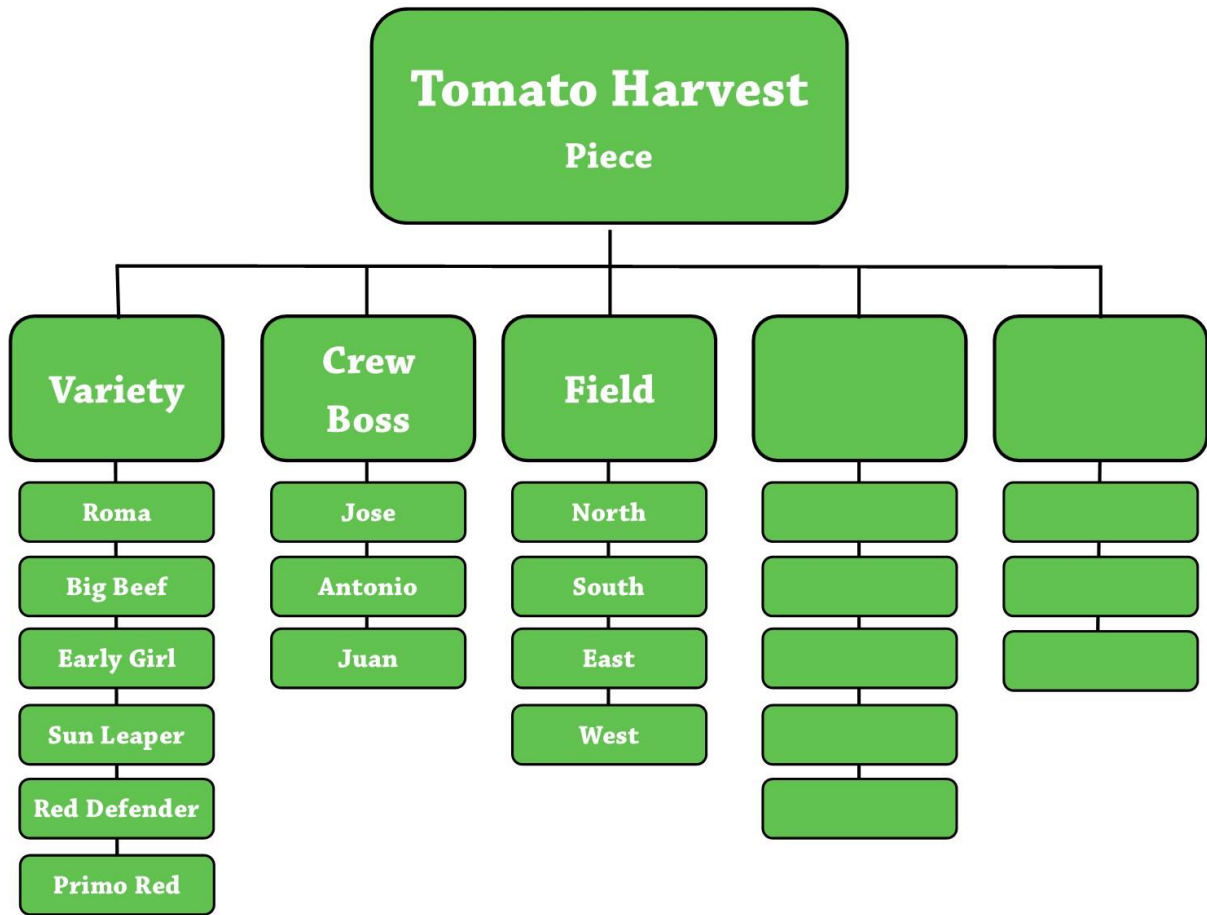 Tomato Harvest
Piece
Variety
Roma
Big Beef
Early Girl
Sun Leaper
Red Defender
Primo Red
Crew
Boss
Jose
Antonio
Juan
Field
North
South
East
West